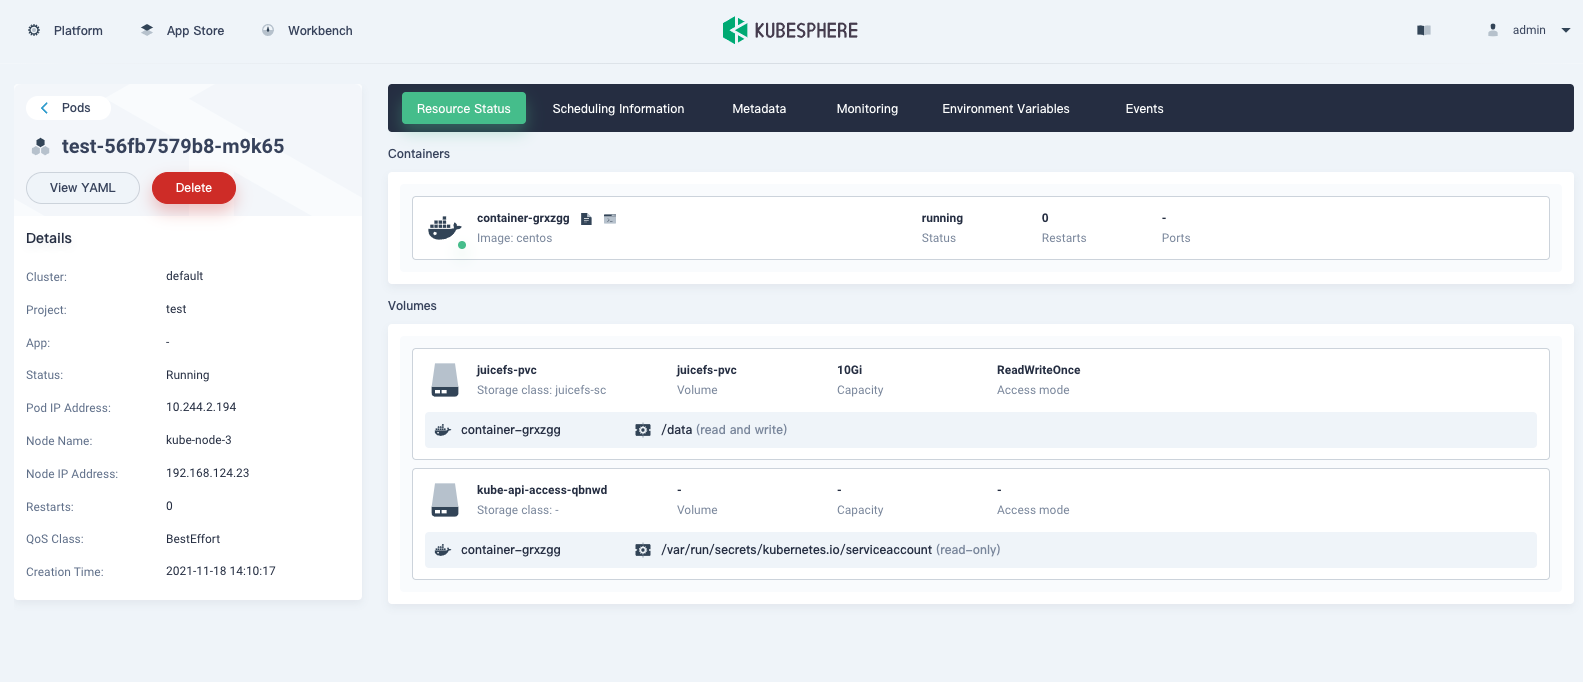 Platform
App Store
Workbench
KUBESPHERE
admin
Pods
test-56fb7579b8-m9k65
View YAML
Delete
Details
Cluster: default
Project: test
App: -
Status: Running
Pod IP Address: 10.244.2.194
Node Name: kube-node-3
Node IP Address: 192.168.124.23
Restarts: 0
QoS Class: BestEffort
Creation Time: 2021-11-18 14:10:17
Resource Status
Scheduling Information
Metadata
Monitoring
Environment Variables
Events
Containers
container-grxzgg running 0 -
Image: centos Status Restarts Ports
Volumes
juicefs-pvc juicefs-pvc 10Gi ReadWriteOnce
Storage class: juicefs-sc Volume Capacity Access mode
container-grxzgg /data (read and write)
kube-api-access-qbnwd - - -
Storage class: - Volume Capacity Access mode
container-grxzgg /var/run/secrets/kubernetes.io/serviceaccount (read-only)